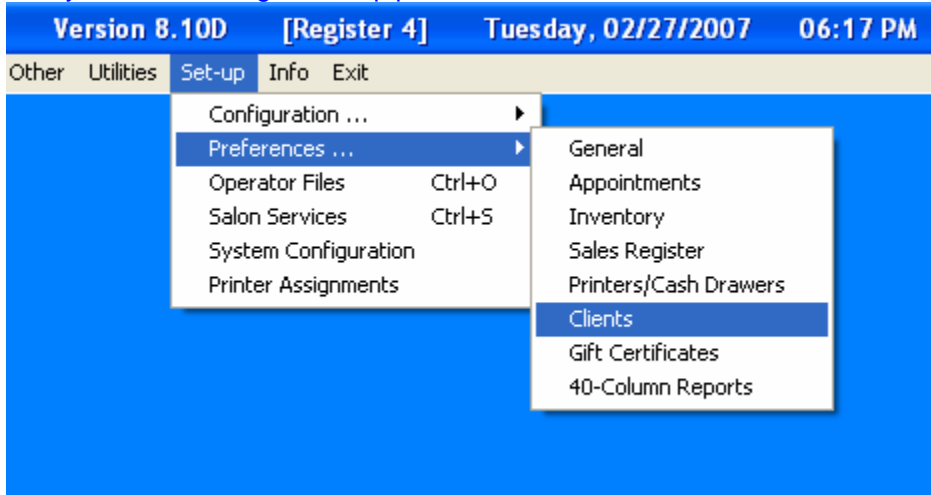 Version 8.10D [Register 4] Tuesday, 02/27/2007 06:17 PM
Other Utilities Set-up Info Exit
Configuration ...
Preferences ...
Operator Files Ctrl+O
Salon Services Ctrl+S
System Configuration
Printer Assignments
General
Appointments
Inventory
Sales Register
Printers/Cash Drawers
Clients
Gift Certificates
40-Column Reports